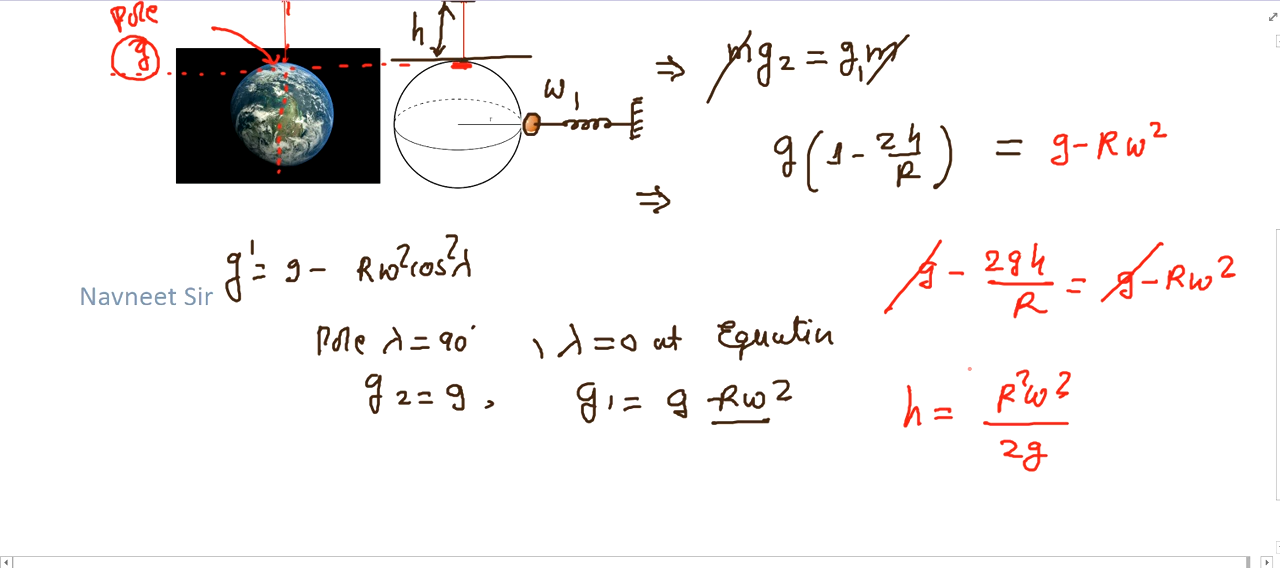 Pole
g
h
⇒ mg₂ = g₁m
ω₁
r
g(1 - 2h/R) = g-Rω²
⇒
g' = g - Rω²cos²λ
g - 2gh/R = g-Rω²
Navneet Sir
Pole λ=90° , λ=0 at Equatin
g₂ = g , g₁ = g -Rω²
h = R²ω²/2g